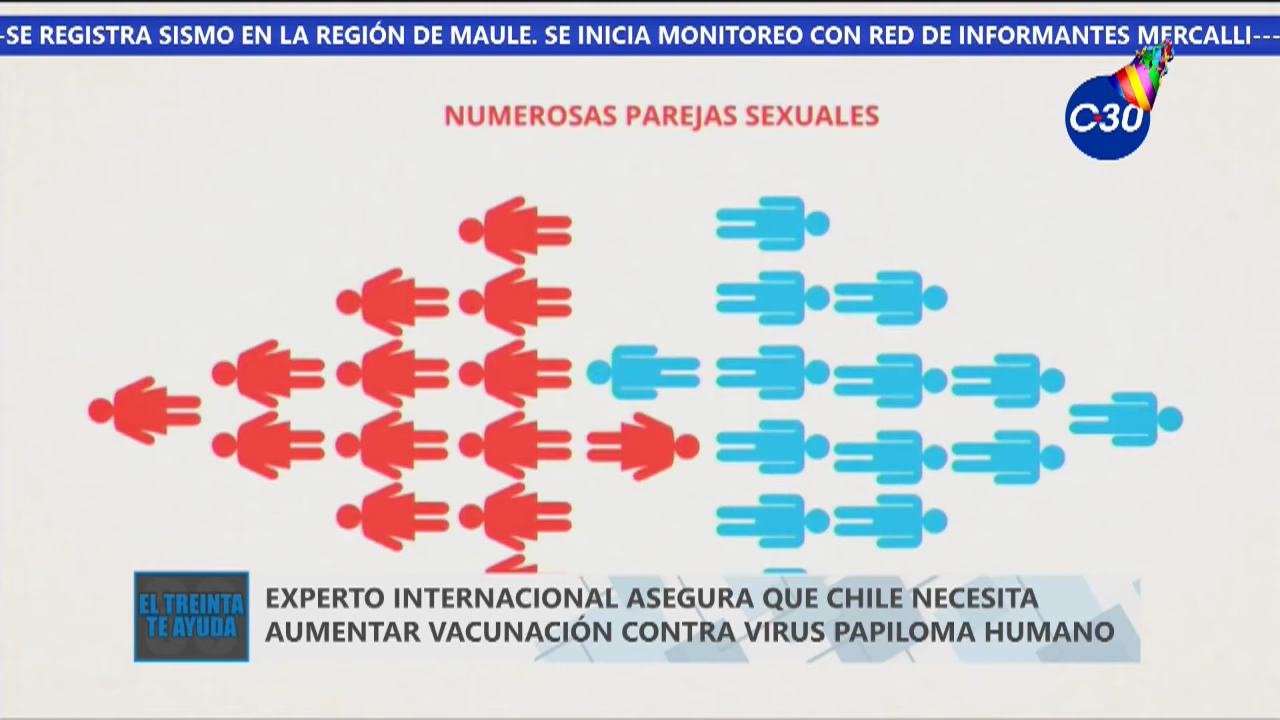 -SE REGISTRA SISMO EN LA REGIÓN DE MAULE. SE INICIA MONITOREO CON RED DE INFORMANTES MERCALLI---
NUMEROSAS PAREJAS SEXUALES
C·30
EL TREINTA
TE AYUDA
EXPERTO INTERNACIONAL ASEGURA QUE CHILE NECESITA
AUMENTAR VACUNACIÓN CONTRA VIRUS PAPILOMA HUMANO